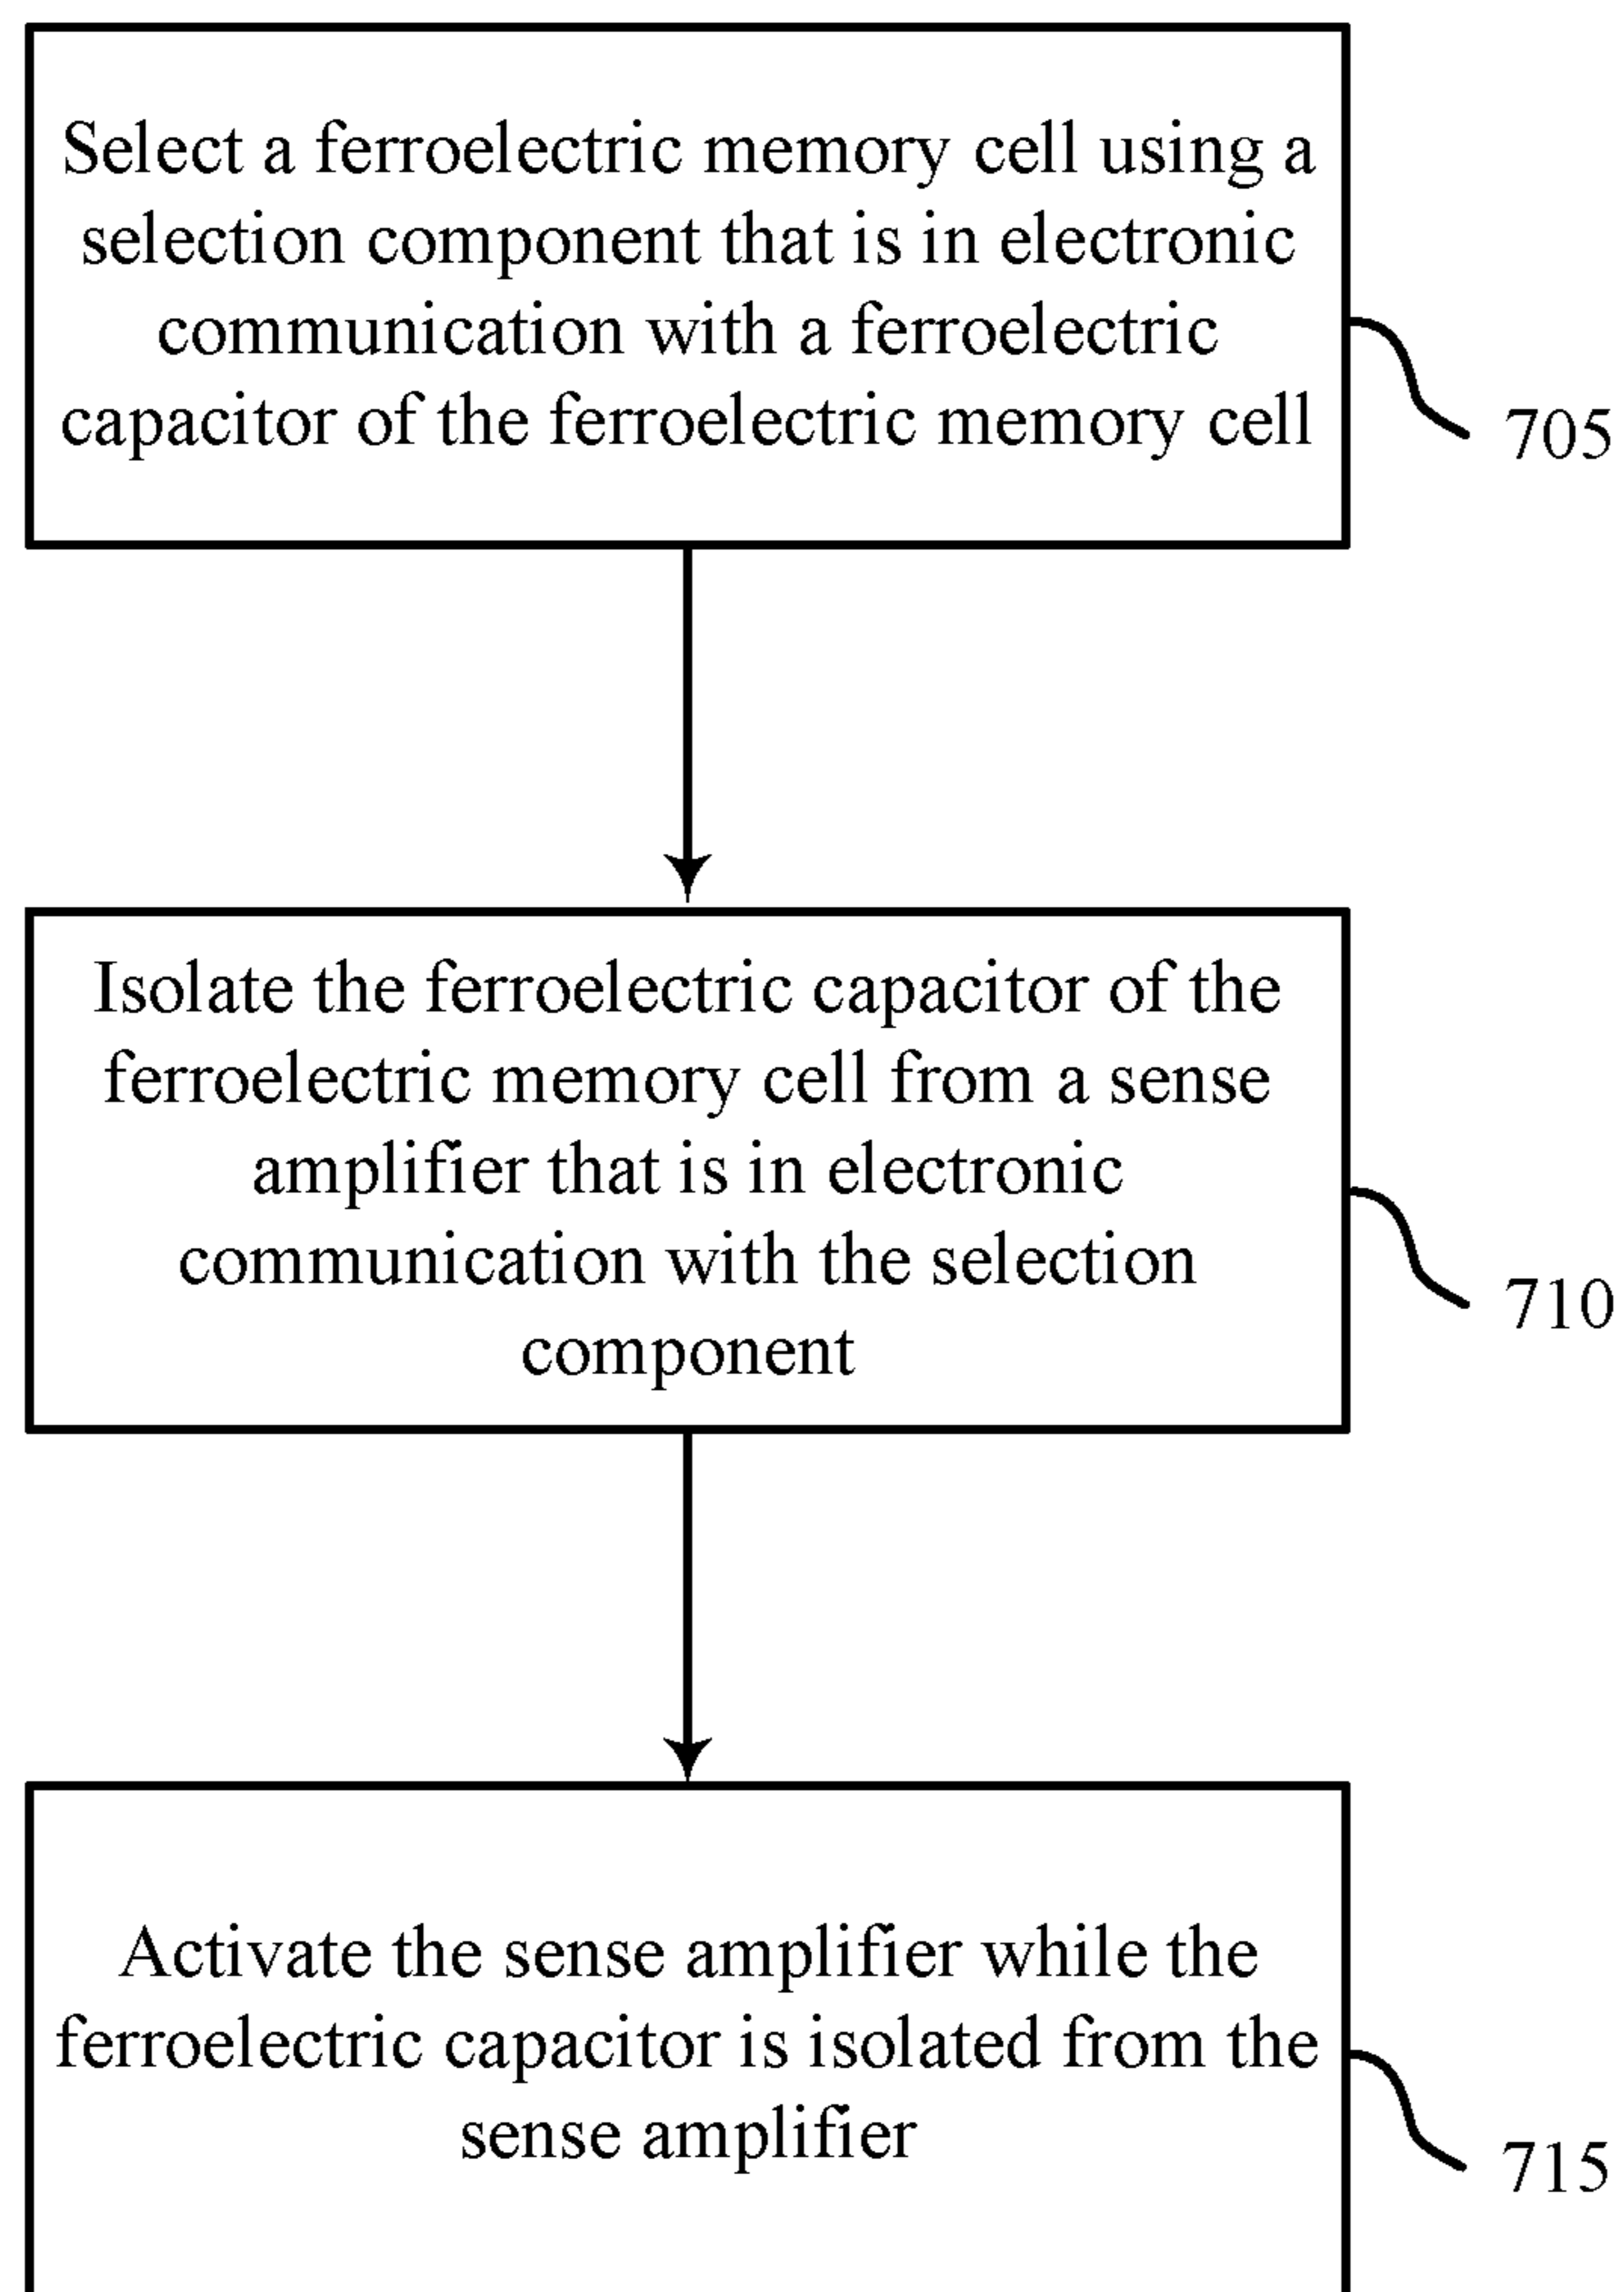 Select a ferroelectric memory cell using a
selection component that is in electronic
communication with a ferroelectric
capacitor of the ferroelectric memory cell
705
Isolate the ferroelectric capacitor of the
ferroelectric memory cell from a sense
amplifier that is in electronic
communication with the selection
component
710
Activate the sense amplifier while the
ferroelectric capacitor is isolated from the
sense amplifier
715